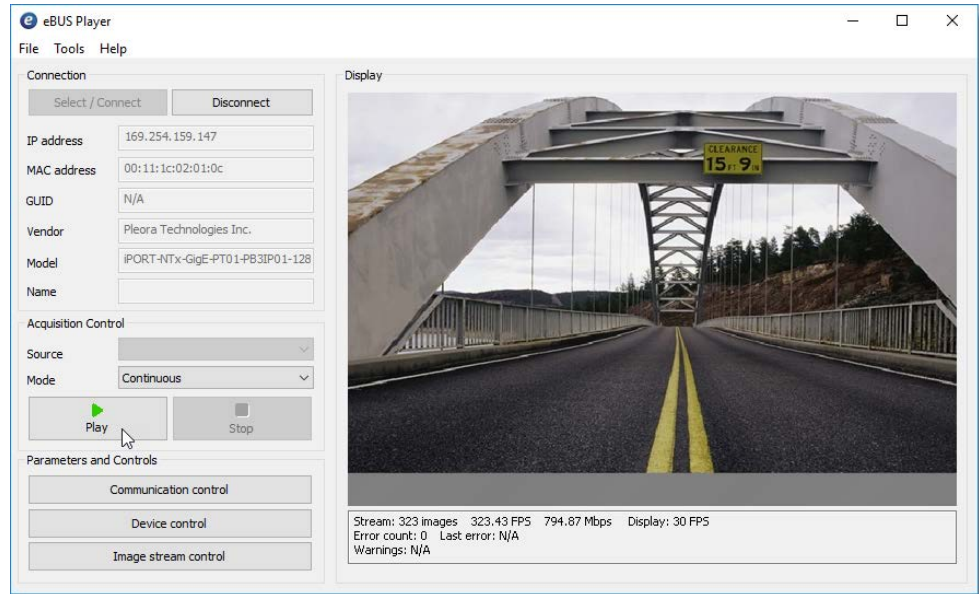 eBUS Player
File Tools Help
Connection
Select / Connect Disconnect
IP address 169.254.159.147
MAC address 00:11:1c:02:01:0c
GUID N/A
Vendor Pleora Technologies Inc.
Model iPORT-NTx-GigE-PT01-PB3IP01-128
Name
Acquisition Control
Source
Mode Continuous
Play Stop
Parameters and Controls
Communication control
Device control
Image stream control
Display
CLEARANCE
15 FT 9 IN
Stream: 323 images 323.43 FPS 794.87 Mbps Display: 30 FPS
Error count: 0 Last error: N/A
Warnings: N/A